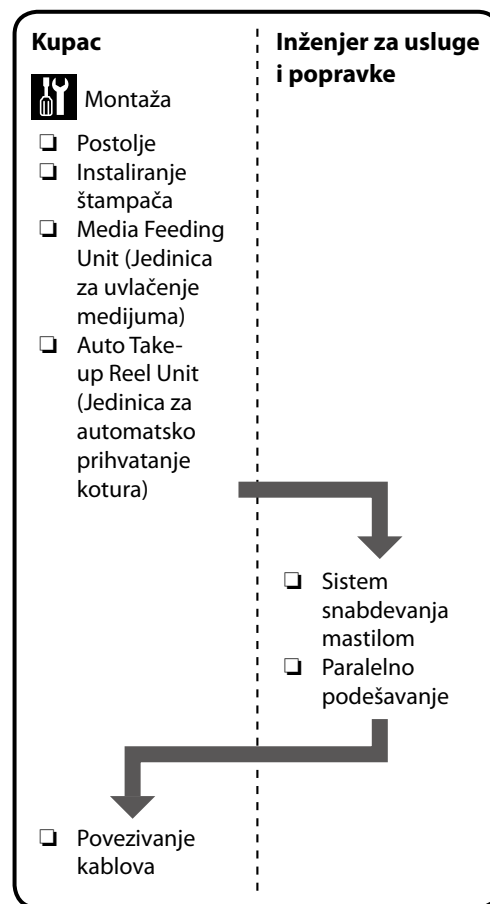 Kupac
Inženjer za usluge
i popravke
Montaža
❏ Postolje
❏ Instaliranje
štampača
❏ Media Feeding
Unit (Jedinica
za uvlačenje
medijuma)
❏ Auto Take-
up Reel Unit
(Jedinica za
automatsko
prihvatanje
kotura)
❏ Sistem
snabdevanja
mastilom
❏ Paralelno
podešavanje
❏ Povezivanje
kablova